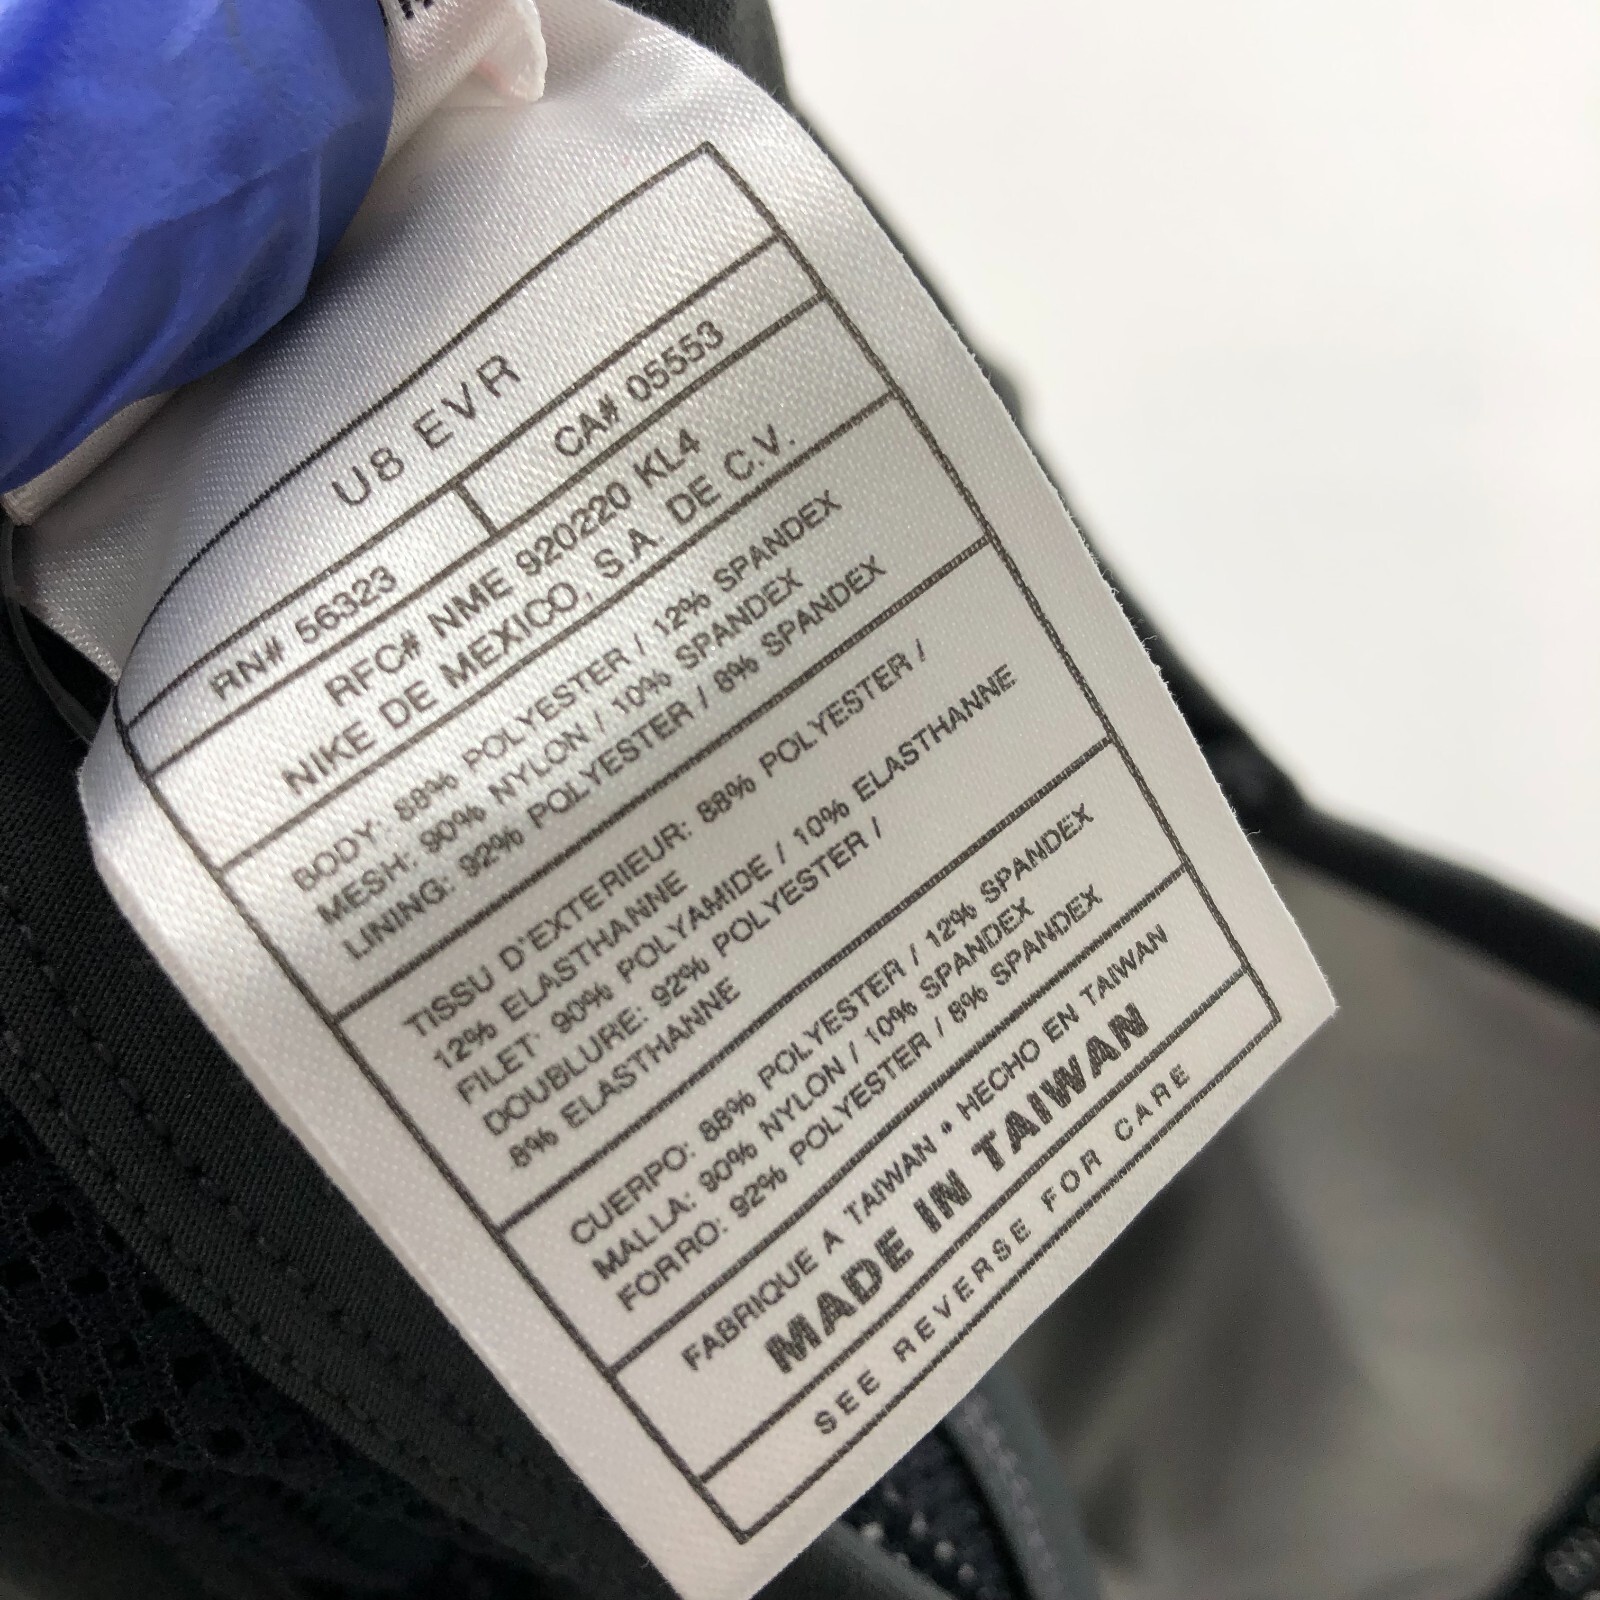 U8 EVR
RN# 56323 CA# 05553
RFC# NME 920220 KL4
NIKE DE MEXICO, S.A. DE C.V.
BODY: 88% POLYESTER / 12% SPANDEX
MESH: 90% NYLON / 10% SPANDEX
LINING: 92% POLYESTER / 8% SPANDEX
TISSU D'EXTERIEUR: 88% POLYESTER /
12% ELASTHANNE
FILET: 90% POLYAMIDE / 10% ELASTHANNE
DOUBLURE: 92% POLYESTER /
8% ELASTHANNE
CUERPO: 88% POLYESTER / 12% SPANDEX
MALLA: 90% NYLON / 10% SPANDEX
FORRO: 92% POLYESTER / 8% SPANDEX
FABRIQUE A TAIWAN • HECHO EN TAIWAN
MADE IN TAIWAN
SEE REVERSE FOR CARE